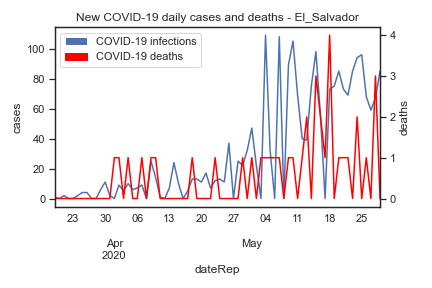 New COVID-19 daily cases and deaths - El_Salvador
COVID-19 infections
COVID-19 deaths
cases
100
80
60
40
20
0
deaths
4
3
2
1
0
23 30 06 13 20 27 04 11 18 25
Apr May
2020
dateRep